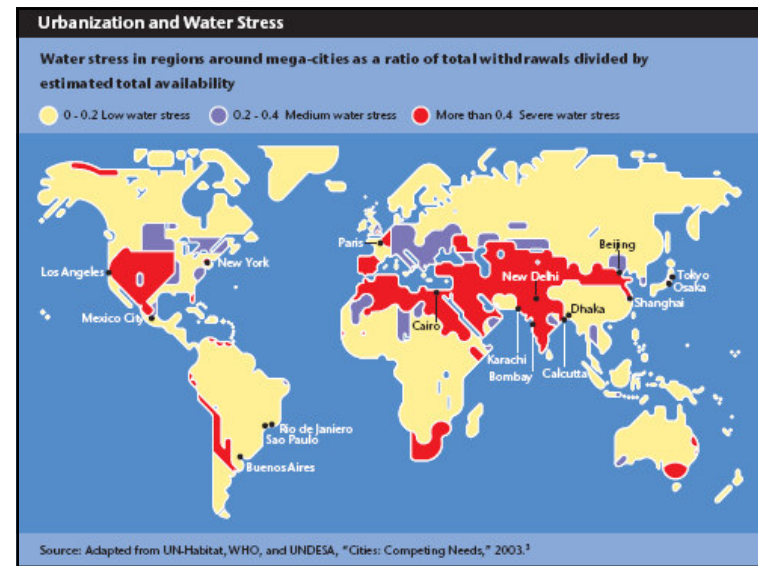 Urbanization and Water Stress
Water stress in regions around mega-cities as a ratio of total withdrawals divided by
estimated total availability
0 - 0.2 Low water stress 0.2 - 0.4 Medium water stress More than 0.4 Severe water stress
Paris
Beijing
Los Angeles
New York
New Delhi
Tokyo
Osaka
Mexico City
Cairo
Dhaka
Shanghai
Karachi
Bombay
Calcutta
Rio de Janiero
Sao Paulo
Buenos Aires
Source: Adapted from UN-Habitat, WHO, and UNDESA, "Cities: Competing Needs," 2003.³